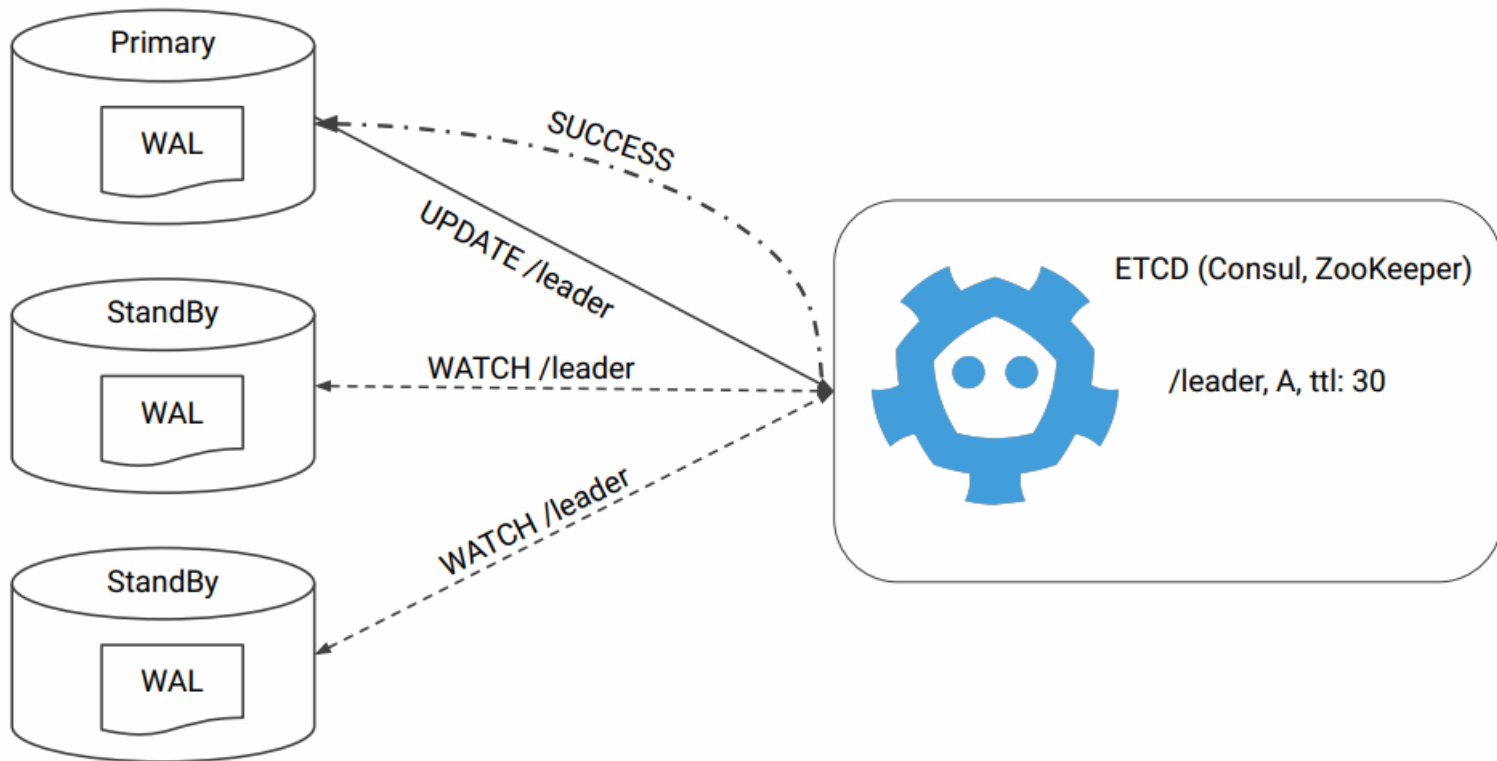 Primary
WAL
SUCCESS
UPDATE /leader
StandBy
WAL
WATCH /leader
WATCH /leader
StandBy
WAL
ETCD (Consul, ZooKeeper)
/leader, A, ttl: 30